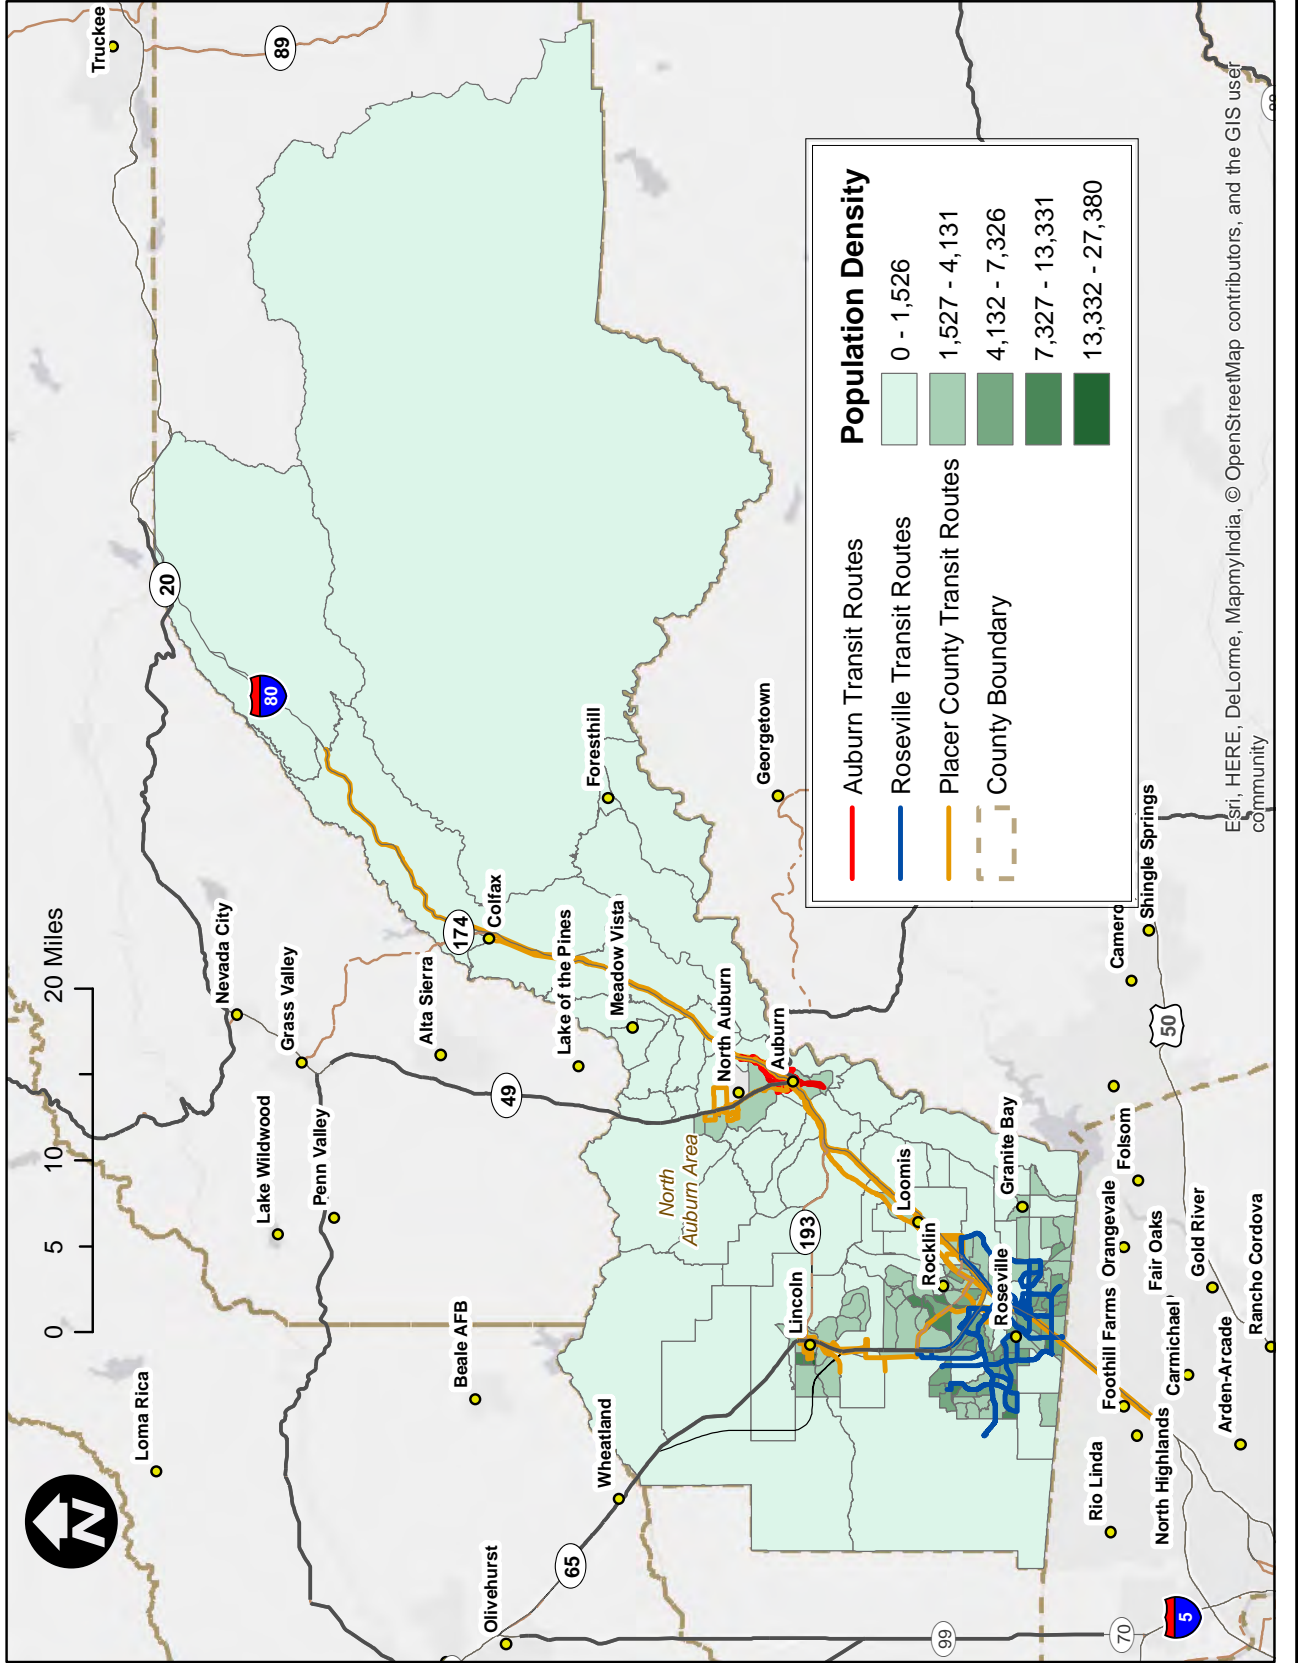 Truckee
89
20
80
Nevada City
Grass Valley
174
Colfax
Foresthill
Georgetown
Alta Sierra
Lake of the Pines
Meadow Vista
49
Lake Wildwood
Penn Valley
North Auburn
Auburn
North
Auburn Area
Loma Rica
Beale AFB
Wheatland
Olivehurst
65
Lincoln
193
Loomis
Rocklin
Roseville
Granite Bay
Folsom
Orangevale
Fair Oaks
Gold River
Rancho Cordova
Foothill Farms
Carmichael
Arden-Arcade
North Highlands
Rio Linda
99
70
5
50
Camero
Shingle Springs
0 5 10 20 Miles
N
Auburn Transit Routes
Roseville Transit Routes
Placer County Transit Routes
County Boundary
Population Density
0 - 1,526
1,527 - 4,131
4,132 - 7,326
7,327 - 13,331
13,332 - 27,380
Esri, HERE, DeLorme, MapmyIndia, © OpenStreetMap contributors, and the GIS user
community